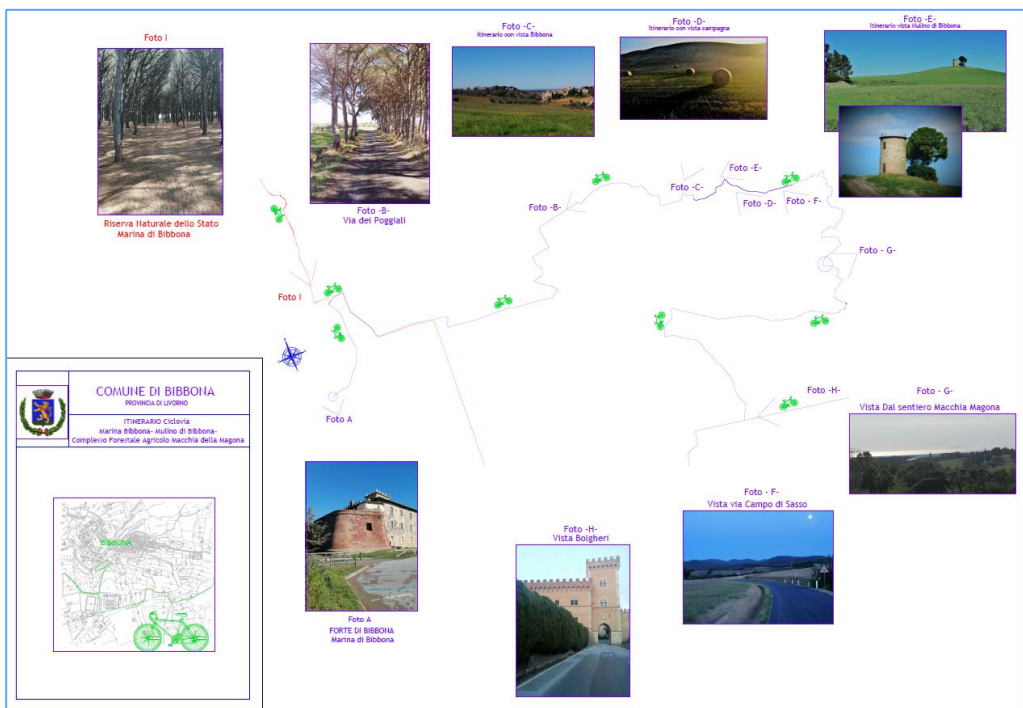 Foto I
Riserva Naturale dello Stato
Marina di Bibbona
Foto -B-
Via dei Poggiali
Foto -C-
Itinerario con vista Bibbona
Foto -D-
Itinerario con vista campagna
Foto -E-
Itinerario vista Mulino di Bibbona
Foto -B-
Foto -C-
Foto -E-
Foto -D-
Foto - F-
Foto - G-
Foto I
Foto A
Foto -H-
COMUNE DI BIBBONA
PROVINCIA DI LIVORNO
ITINERARIO Ciclovia
Marina Bibbona- Mulino di Bibbona-
Complesso Forestale Agricolo Macchia della Magona
BIBBONA
Foto A
FORTE DI BIBBONA
Marina di Bibbona
Foto -H-
Vista Bolgheri
Foto - F-
Vista via Campo di Sasso
Foto - G-
Vista Dal sentiero Macchia Magona